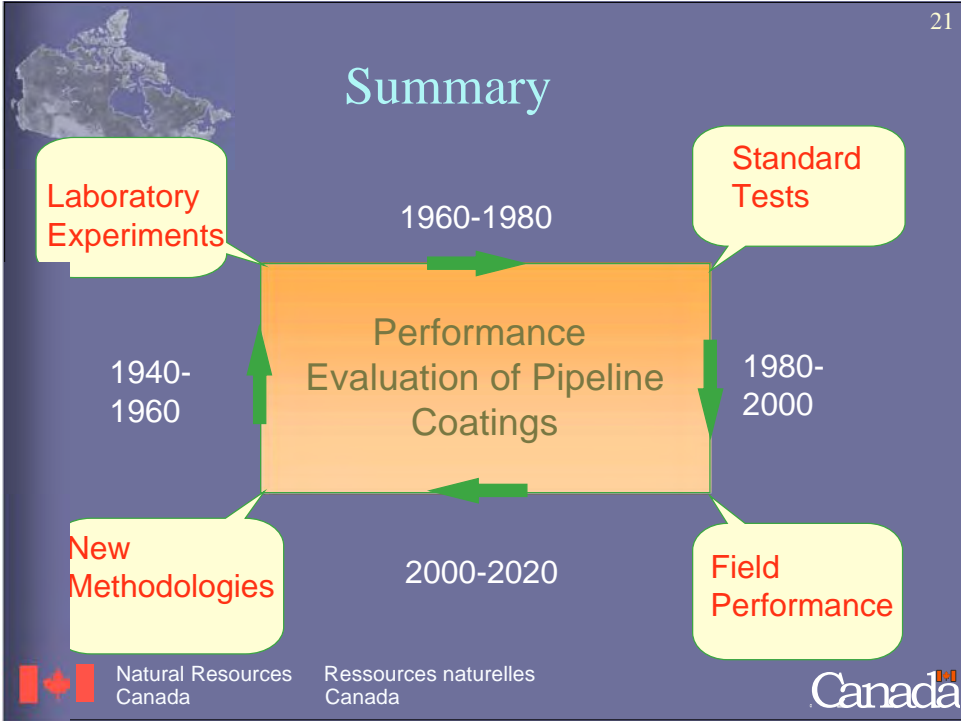 21
Summary
Laboratory
Experiments
1960-1980
Standard
Tests
Performance
Evaluation of Pipeline
Coatings
1940-
1960
1980-
2000
New
Methodologies
2000-2020
Field
Performance
Natural Resources
Canada
Ressources naturelles
Canada
Canada